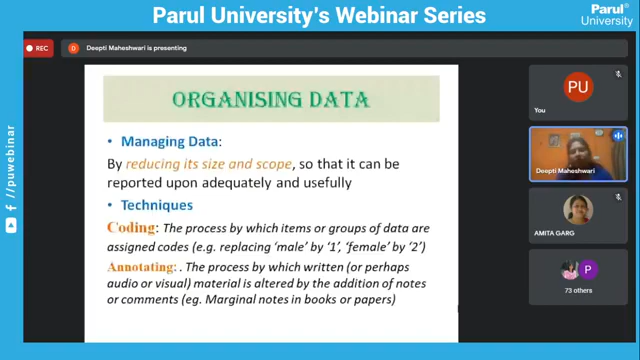 Parul University's Webinar Series
Parul®
University
REC
D
Deepti Maheshwari is presenting
ORGANISING DATA
• Managing Data:
By reducing its size and scope, so that it can be
reported upon adequately and usefully
• Techniques
Coding: The process by which items or groups of data are
assigned codes (e.g. replacing 'male' by '1', 'female' by '2')
Annotating: . The process by which written (or perhaps
audio or visual) material is altered by the addition of notes
or comments (eg. Marginal notes in books or papers)
PU
You
Deepti Maheshwari
AMITA GARG
P
73 others
/puwebinar